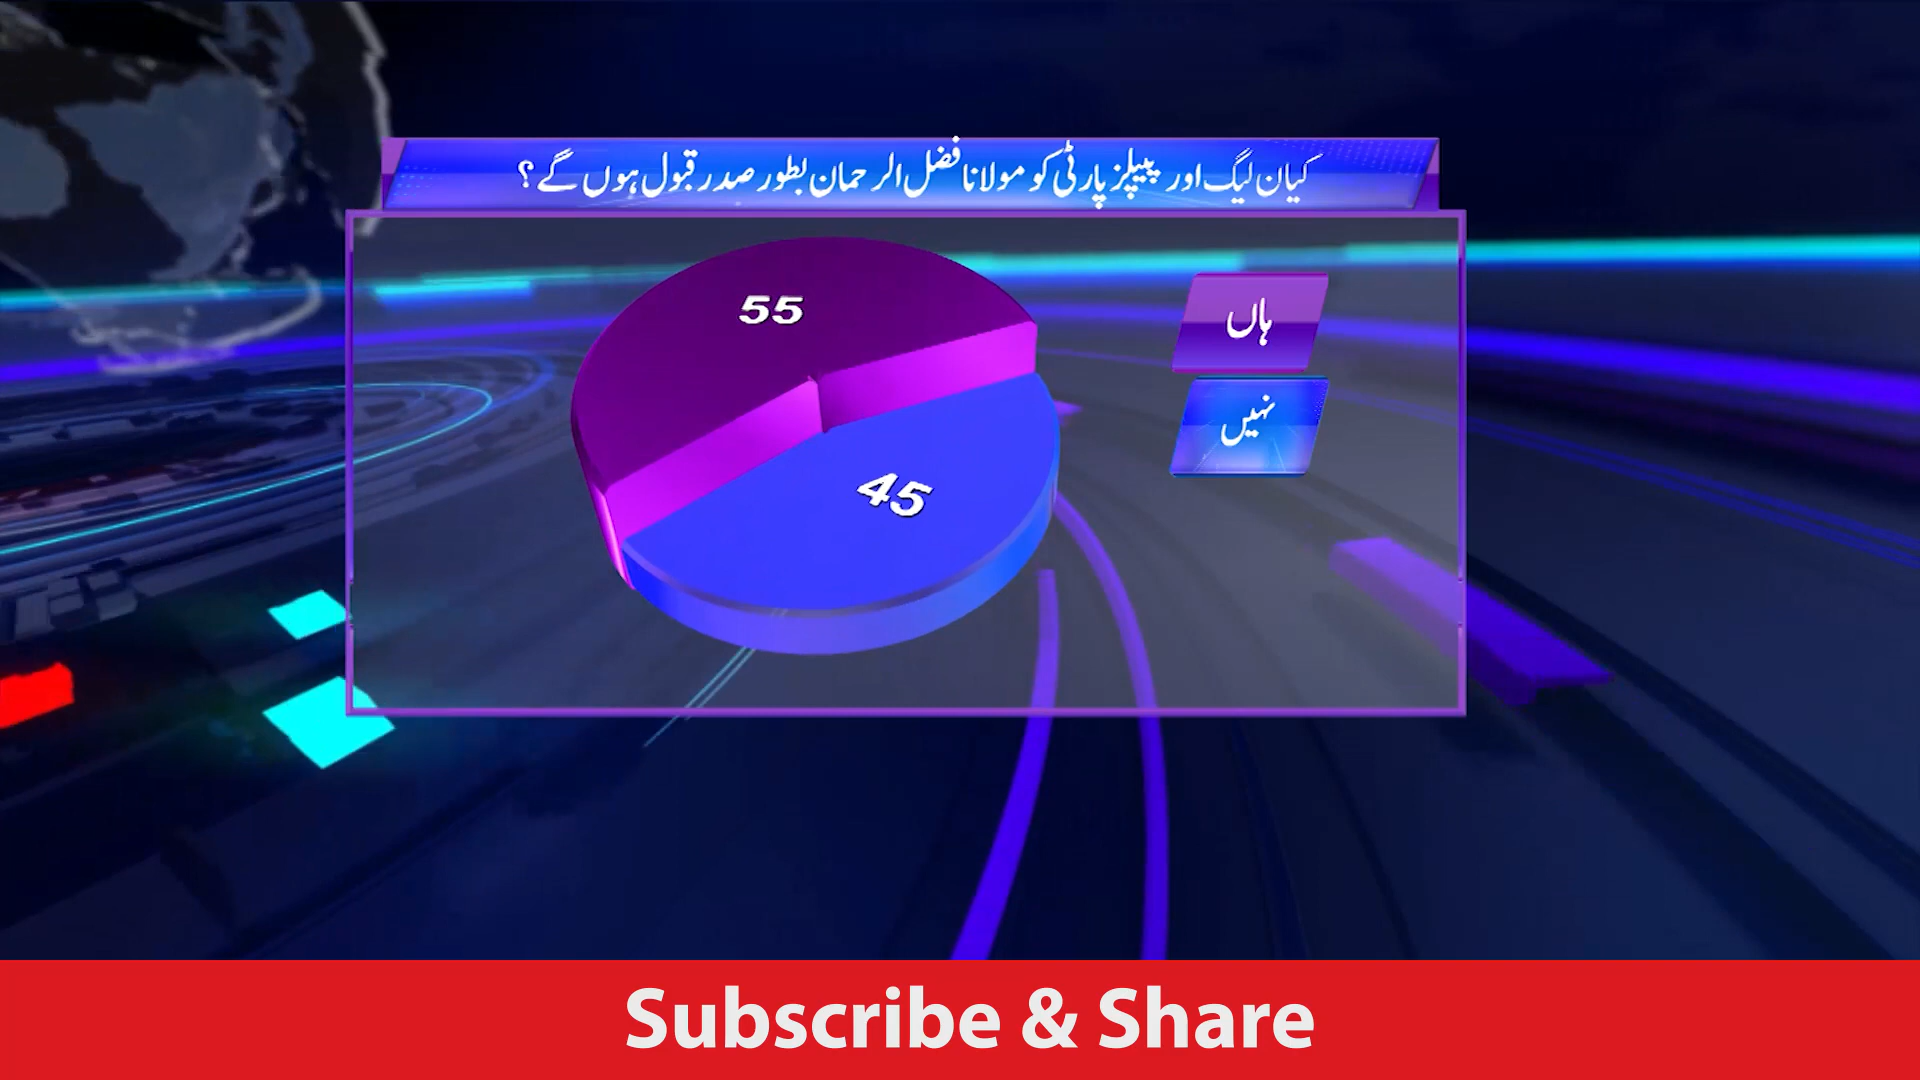 کیا ن لیگ اور پیپلز پارٹی کو مولانا فضل الرحمان بطور صدر قبول ہوں گے ؟
55
ہاں
نہیں
45
Subscribe & Share